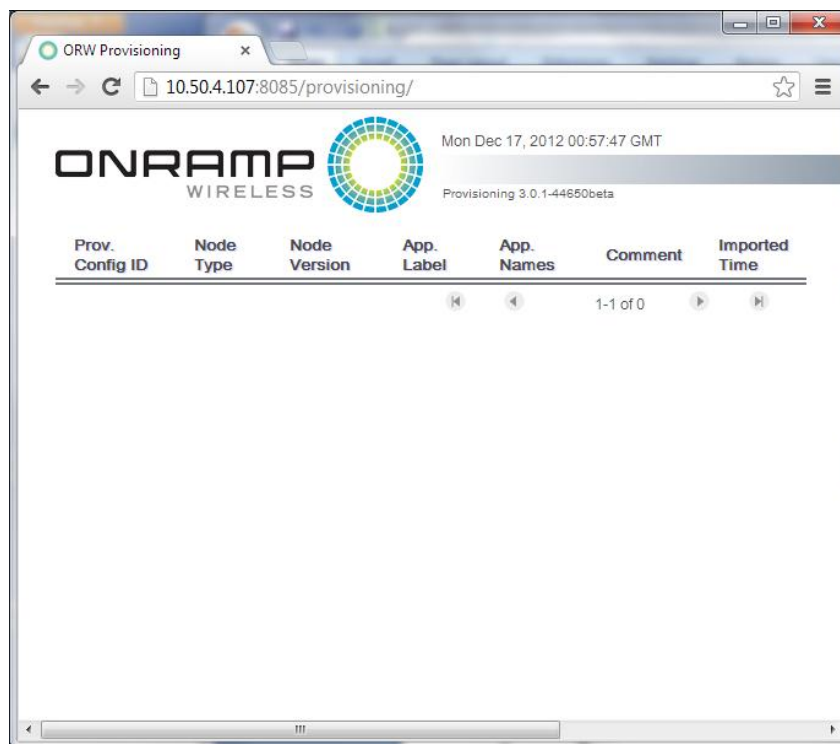 ORW Provisioning
10.50.4.107:8085/provisioning/
ONRAMP
WIRELESS
Mon Dec 17, 2012 00:57:47 GMT
Provisioning 3.0.1-44650beta
Prov. Config ID Node Type Node Version App. Label App. Names Comment Imported Time
1-1 of 0